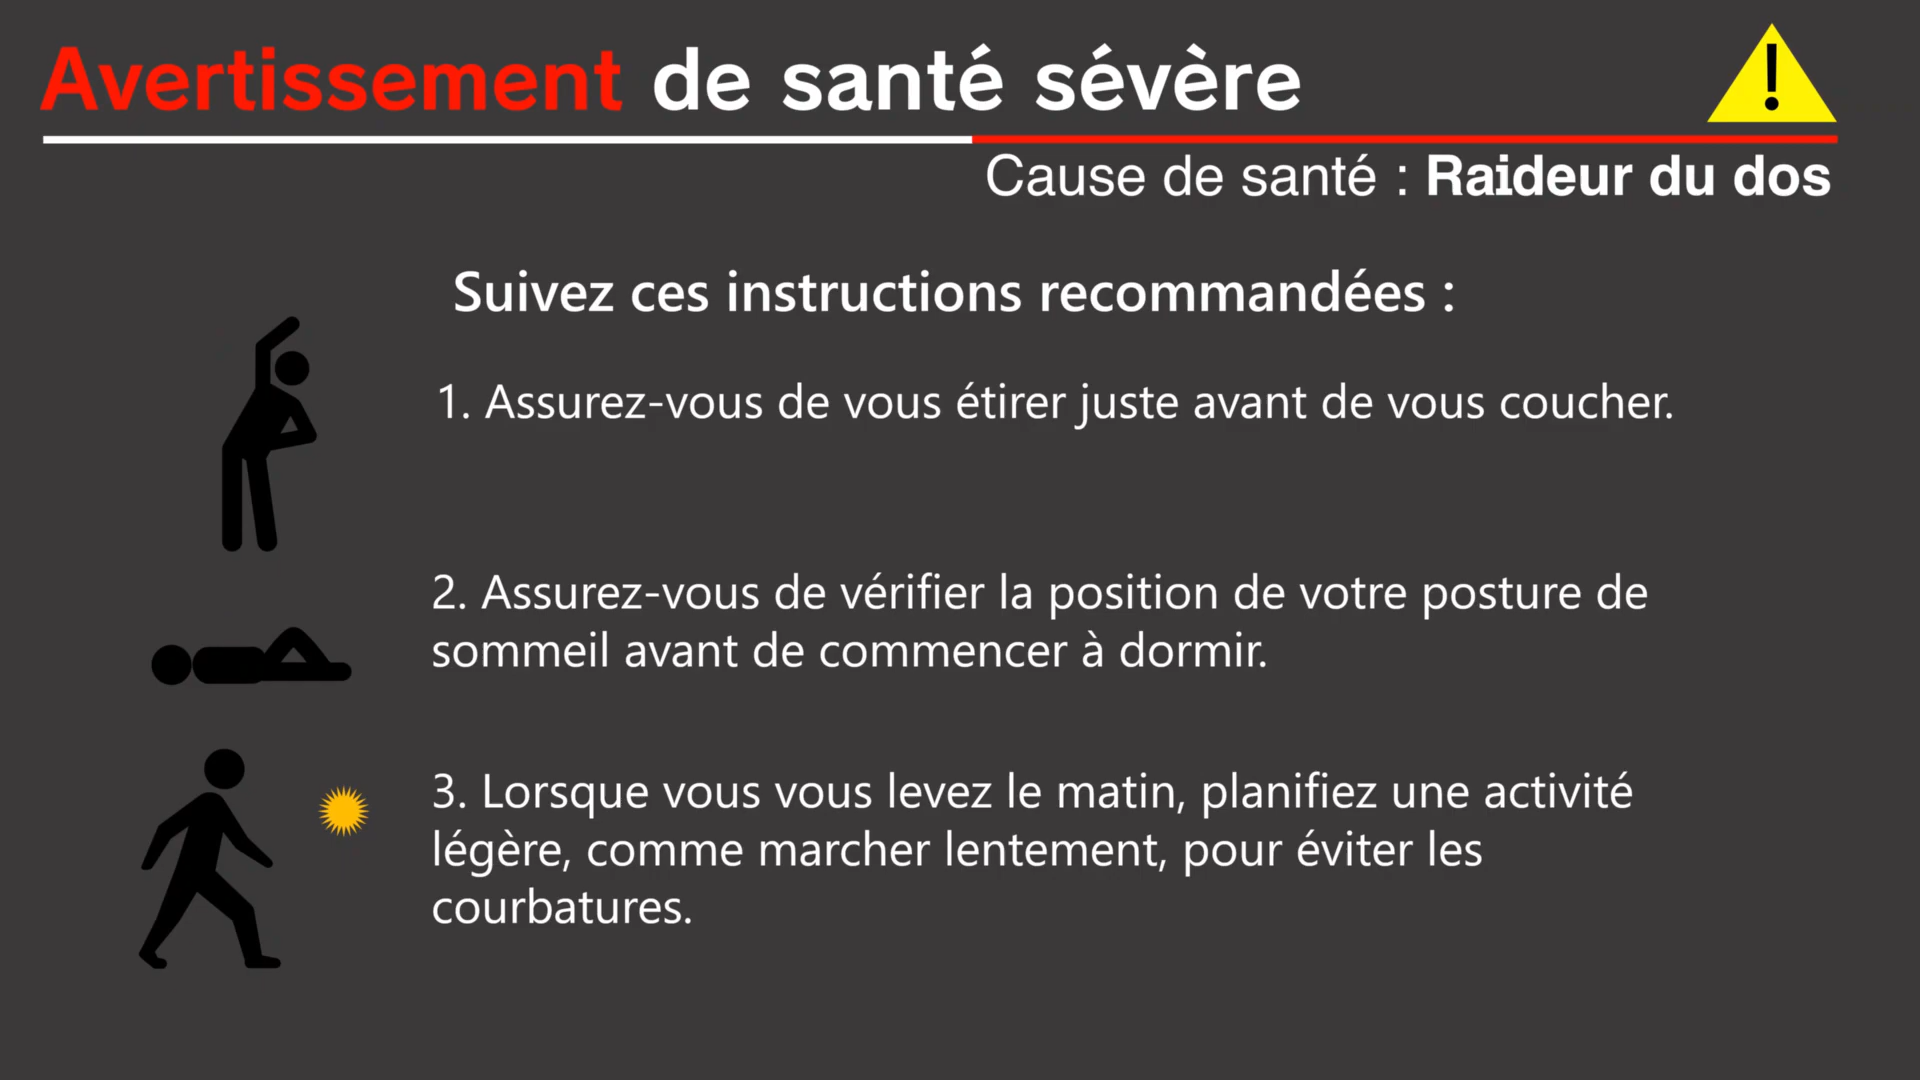 Avertissement de santé sévère
!
Cause de santé : Raideur du dos
Suivez ces instructions recommandées :
1. Assurez-vous de vous étirer juste avant de vous coucher.
2. Assurez-vous de vérifier la position de votre posture de
sommeil avant de commencer à dormir.
3. Lorsque vous vous levez le matin, planifiez une activité
légère, comme marcher lentement, pour éviter les
courbatures.